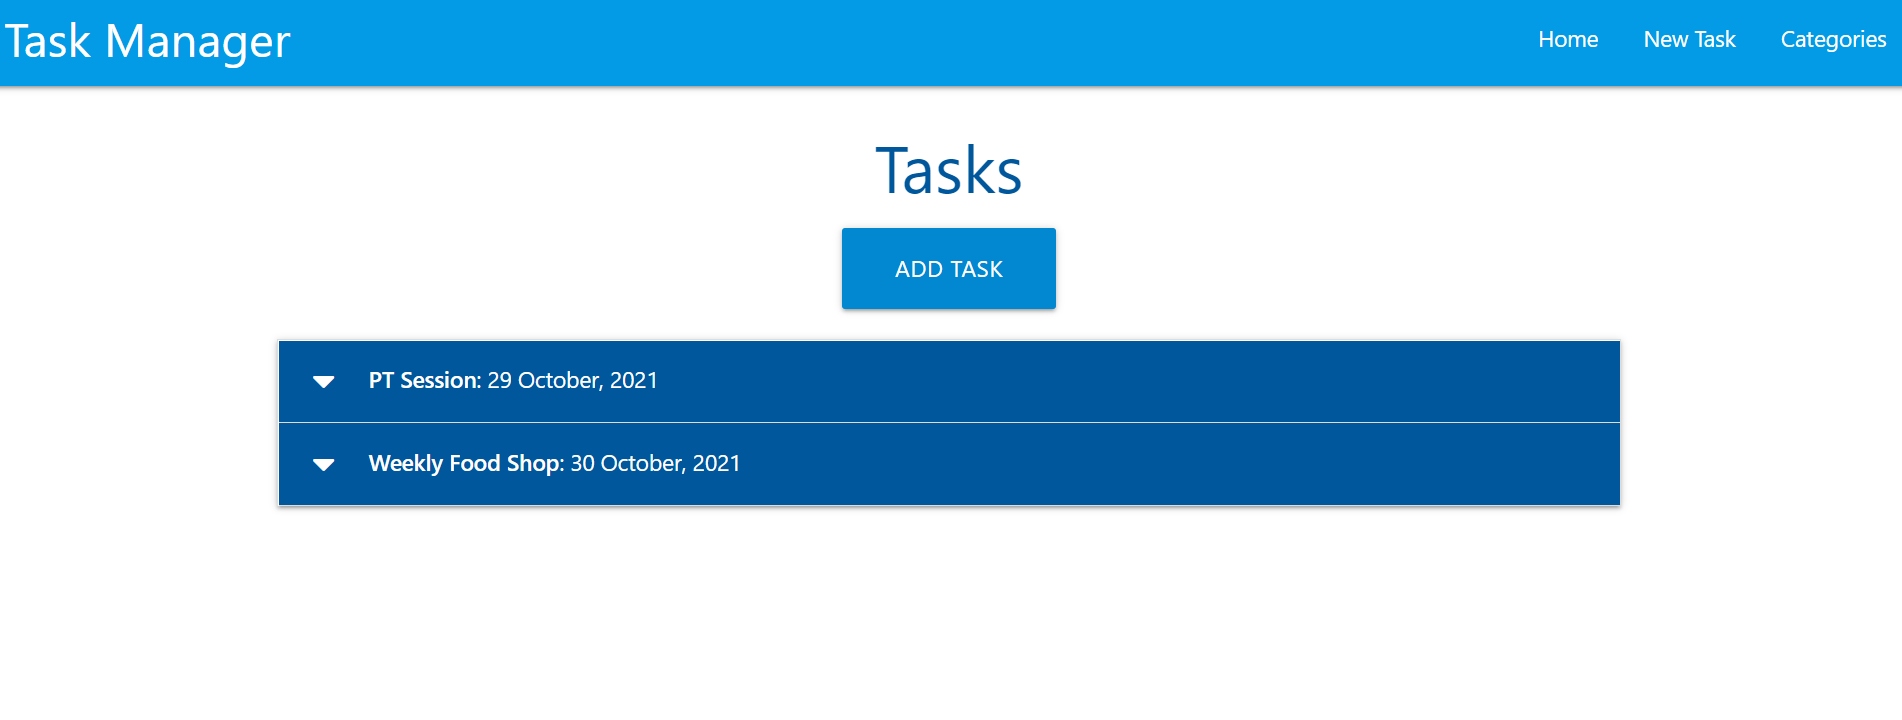 Task Manager Home New Task Categories
Tasks
ADD TASK
PT Session: 29 October, 2021
Weekly Food Shop: 30 October, 2021